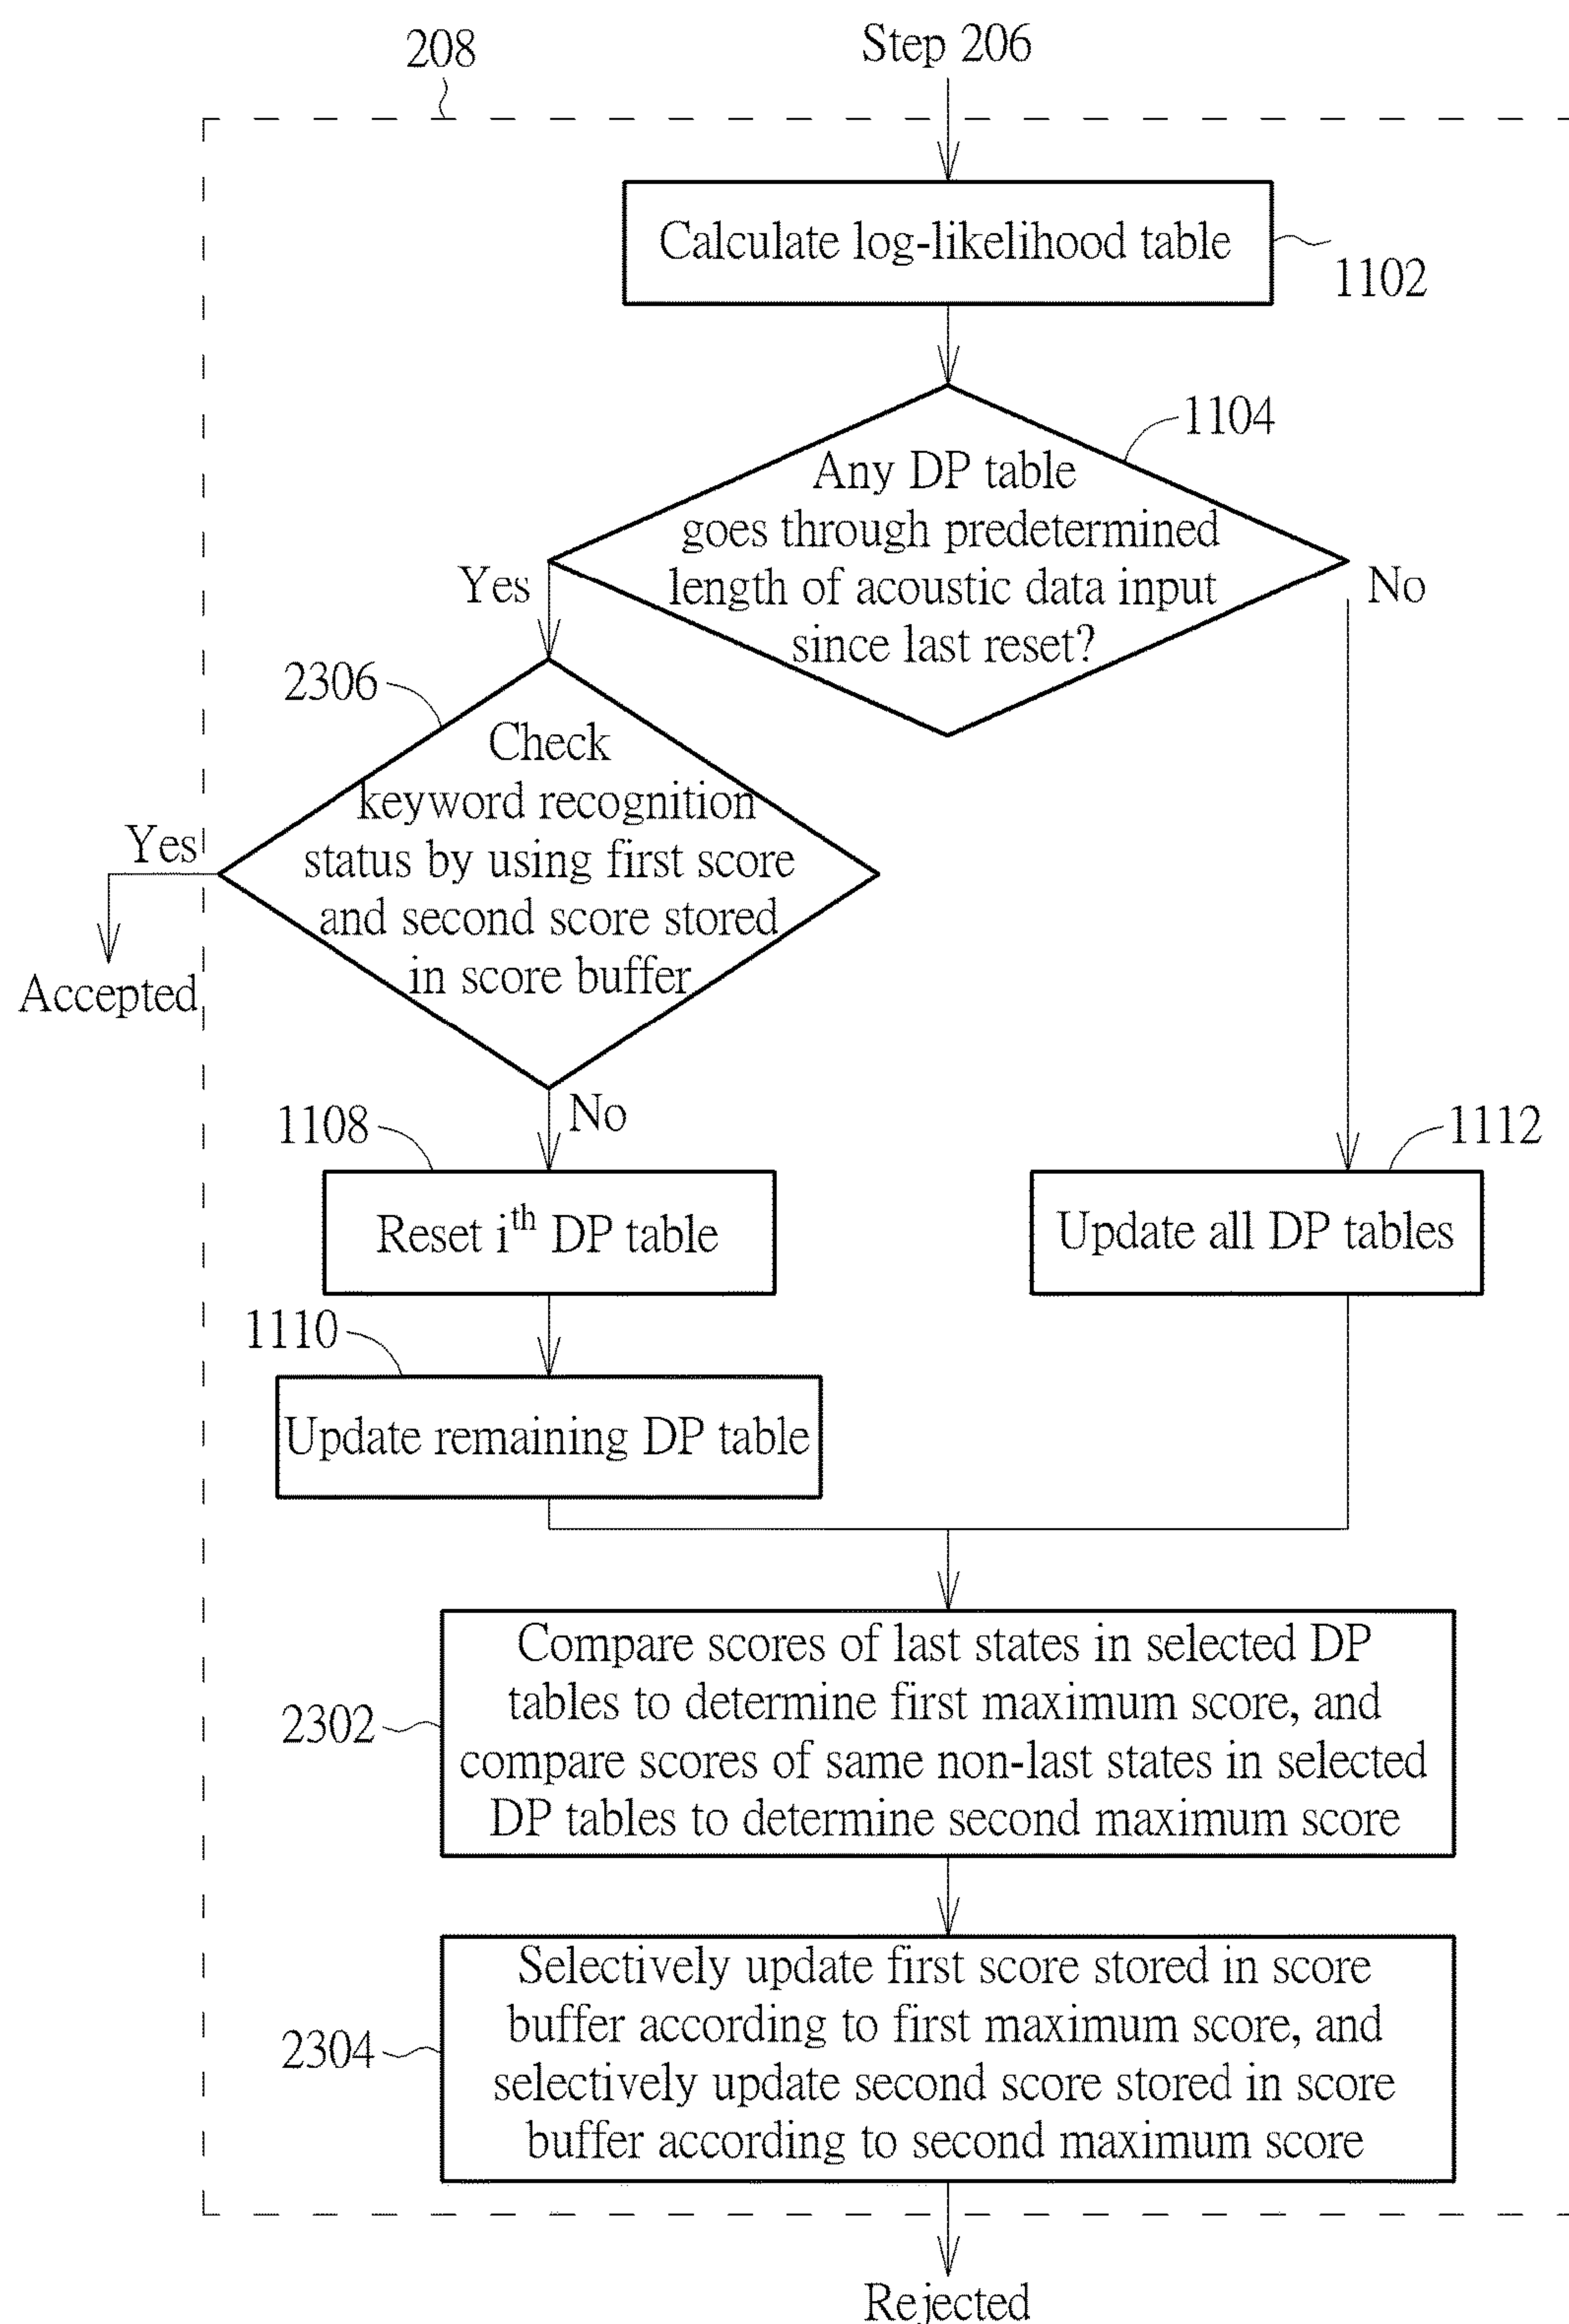 208
Step 206
Calculate log-likelihood table
1102
1104
Any DP table
goes through predetermined
length of acoustic data input
since last reset?
Yes
No
2306
Check
keyword recognition
status by using first score
and second score stored
in score buffer
Yes
Accepted
No
1108
Reset ith DP table
1112
Update all DP tables
1110
Update remaining DP table
2302
Compare scores of last states in selected DP
tables to determine first maximum score, and
compare scores of same non-last states in selected
DP tables to determine second maximum score
2304
Selectively update first score stored in score
buffer according to first maximum score, and
selectively update second score stored in score
buffer according to second maximum score
Rejected